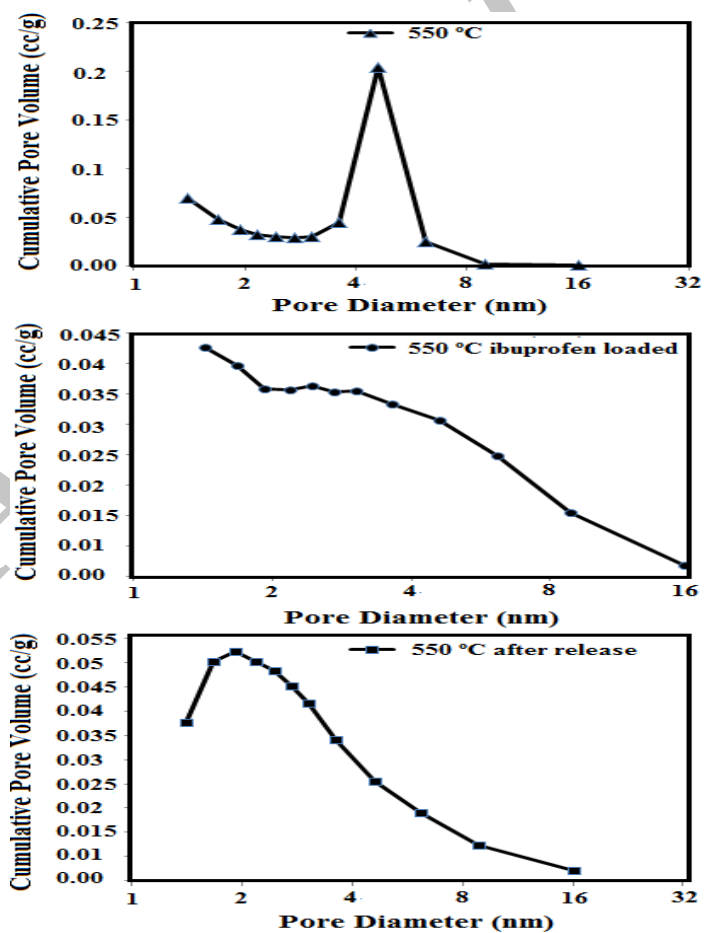 Cumulative Pore Volume (cc/g)
550 °C
0.25
0.2
0.15
0.1
0.05
0.00
1 2 4 8 16 32
Pore Diameter (nm)
Cumulative Pore Volume (cc/g)
550 °C ibuprofen loaded
0.045
0.04
0.035
0.03
0.025
0.02
0.015
0.01
0.00
1 2 4 8 16
Pore Diameter (nm)
Cumulative Pore Volume (cc/g)
550 °C after release
0.055
0.05
0.045
0.04
0.035
0.03
0.025
0.02
0.015
0.01
0.00
1 2 4 8 16 32
Pore Diameter (nm)